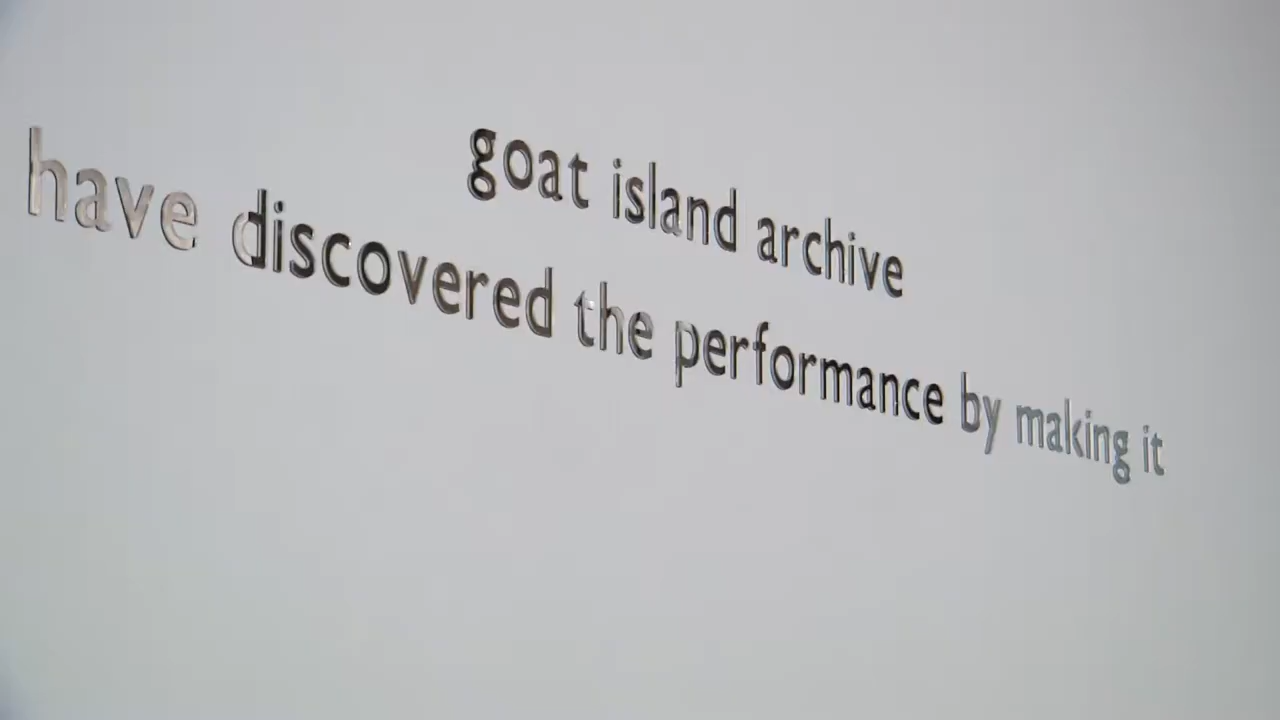 goat island archive
have discovered the performance by making it